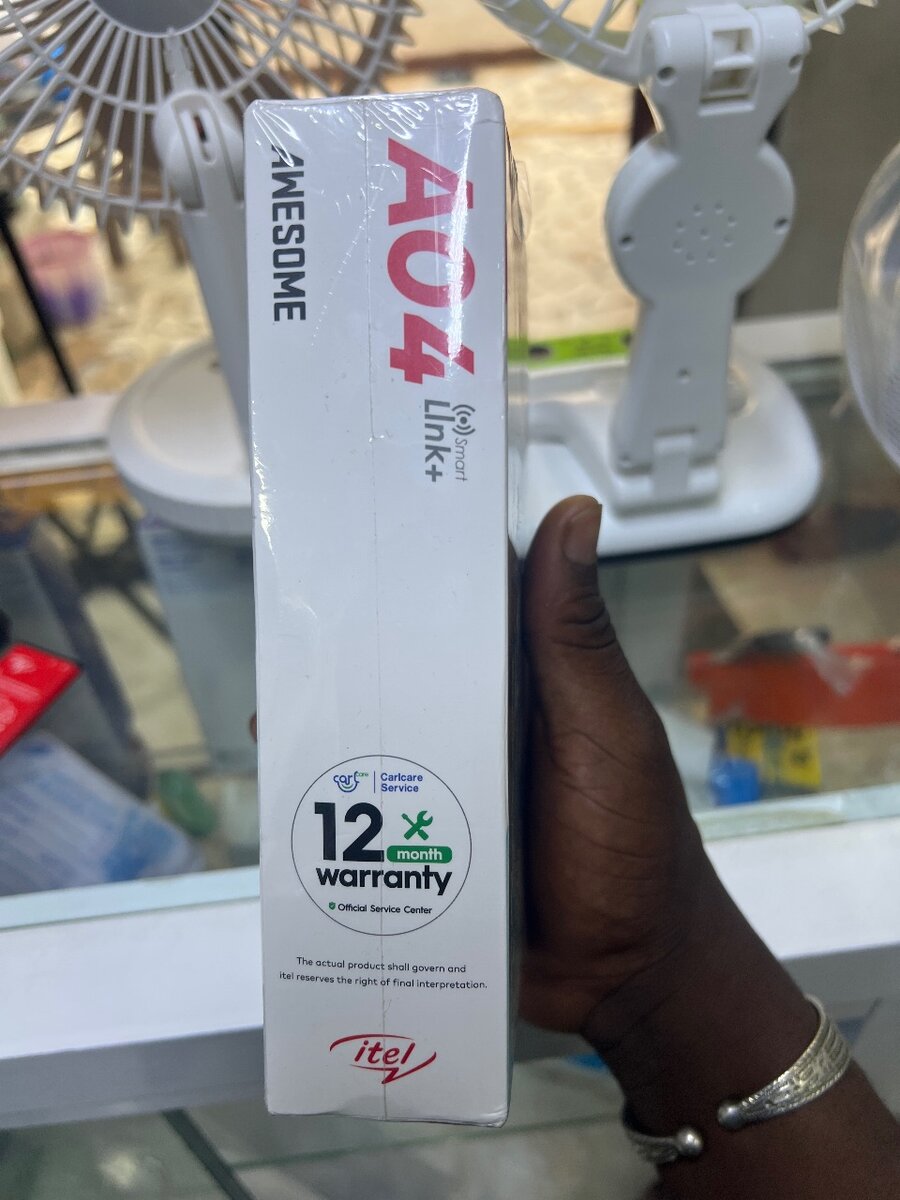 AWESOME
A04
Smart
LInk+
carlcare | Carlcare
Service
12
month
warranty
Official Service Center
The actual product shall govern and
itel reserves the right of final interpretation.
itel